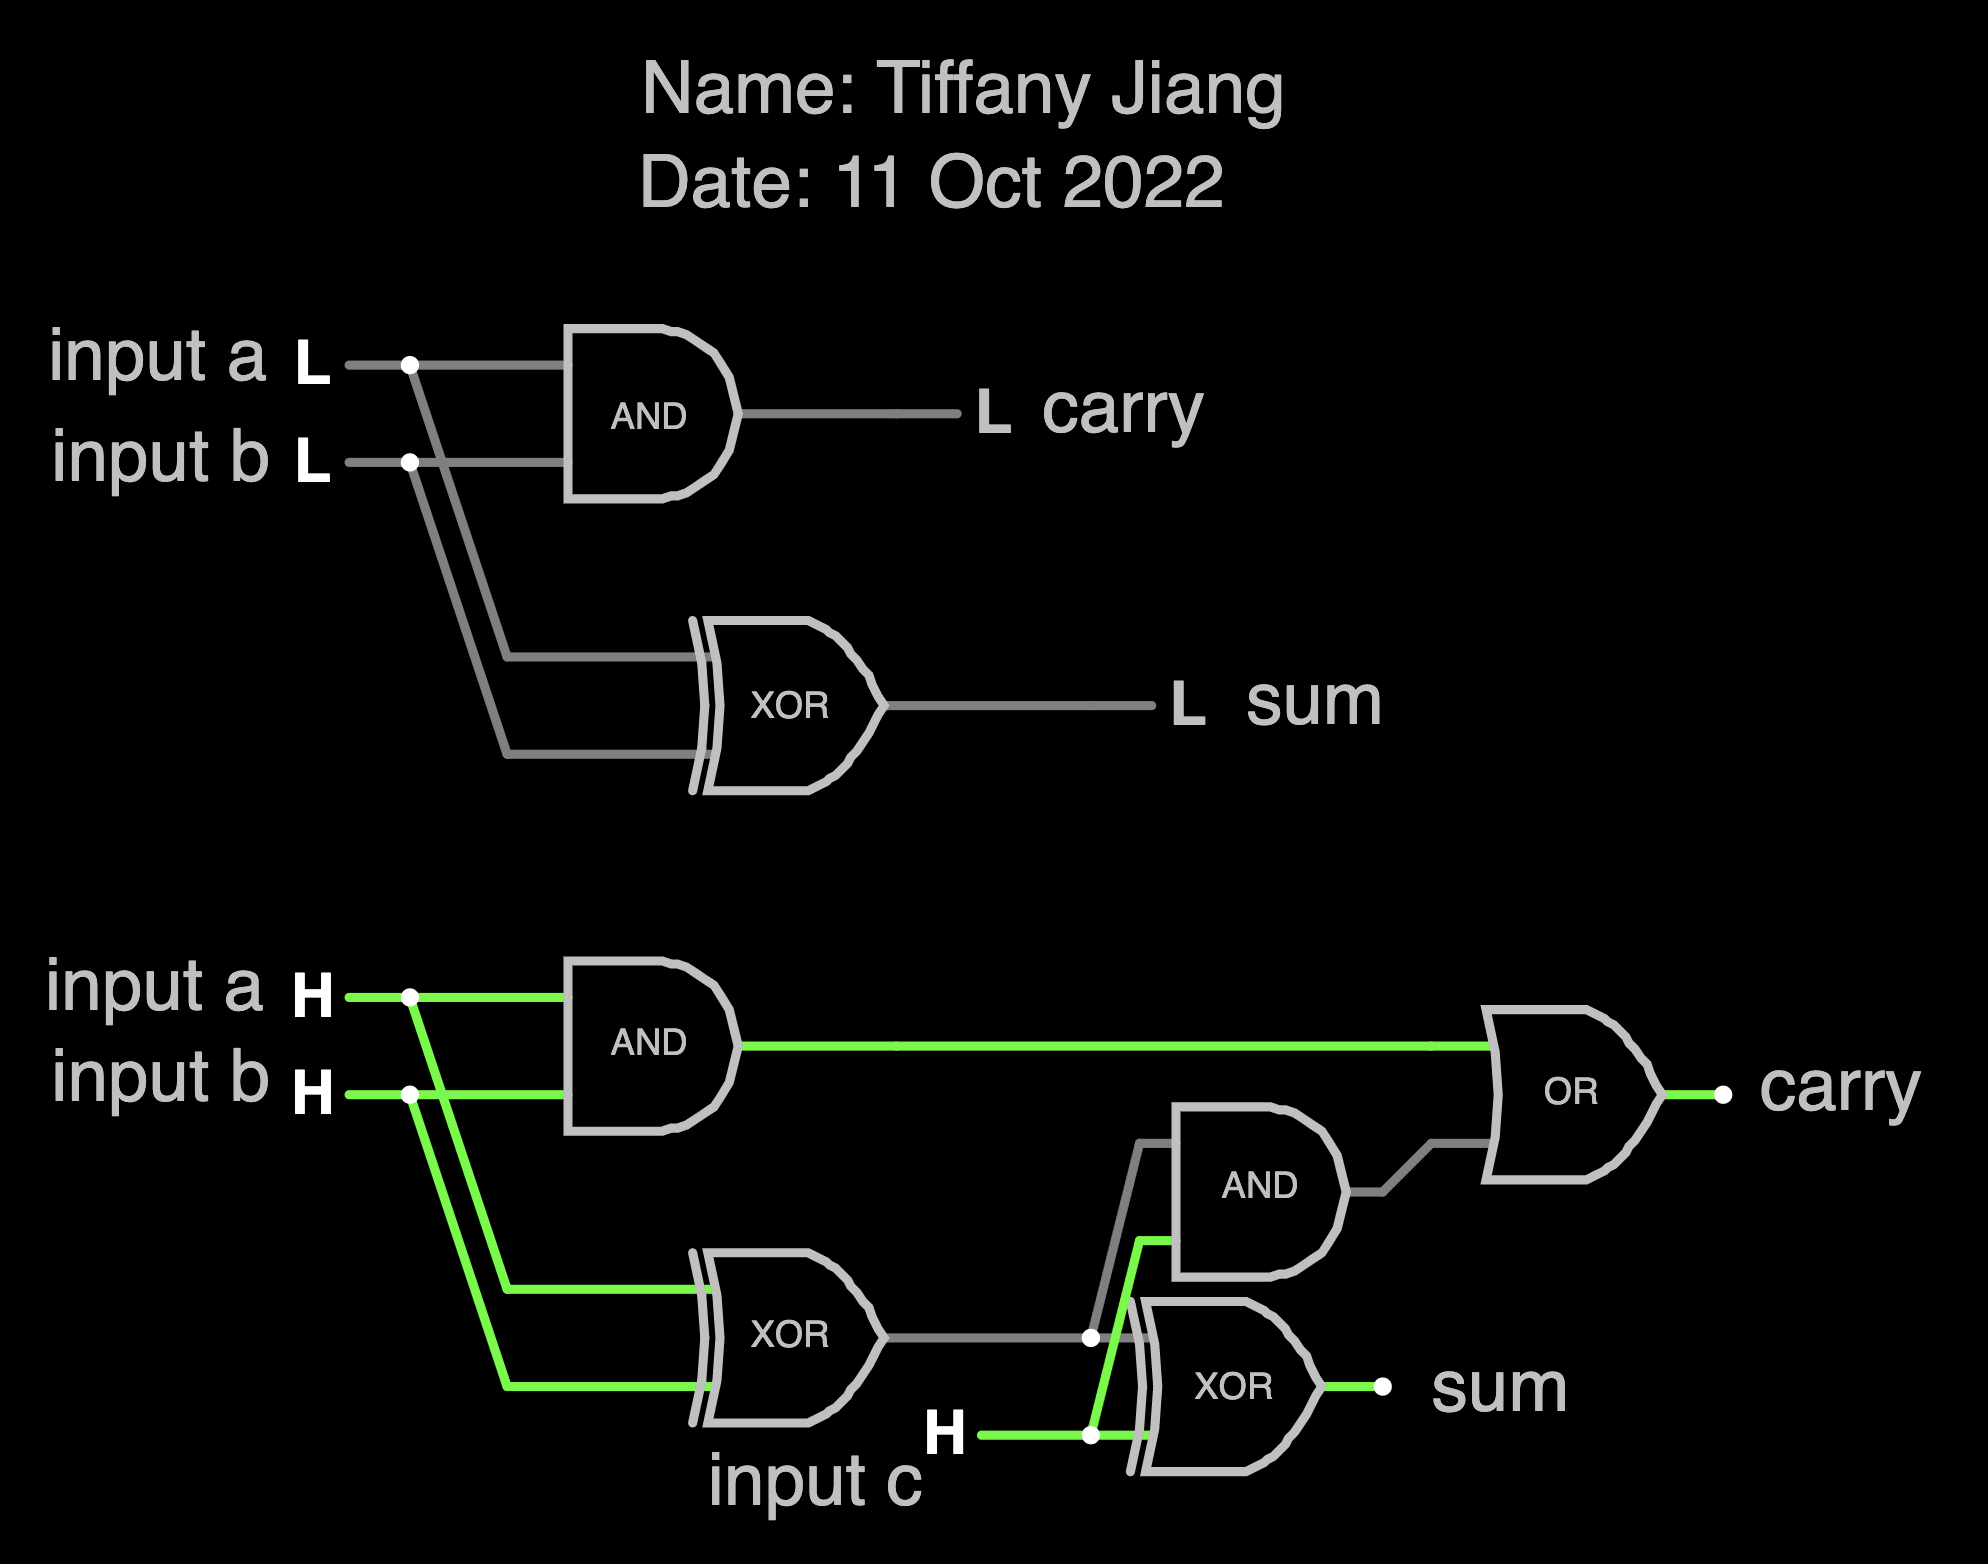 Name: Tiffany Jiang
Date: 11 Oct 2022
input a L
input b L
AND
L carry
XOR
L sum
input a H
input b H
AND
OR
carry
AND
XOR
XOR
sum
H
input c